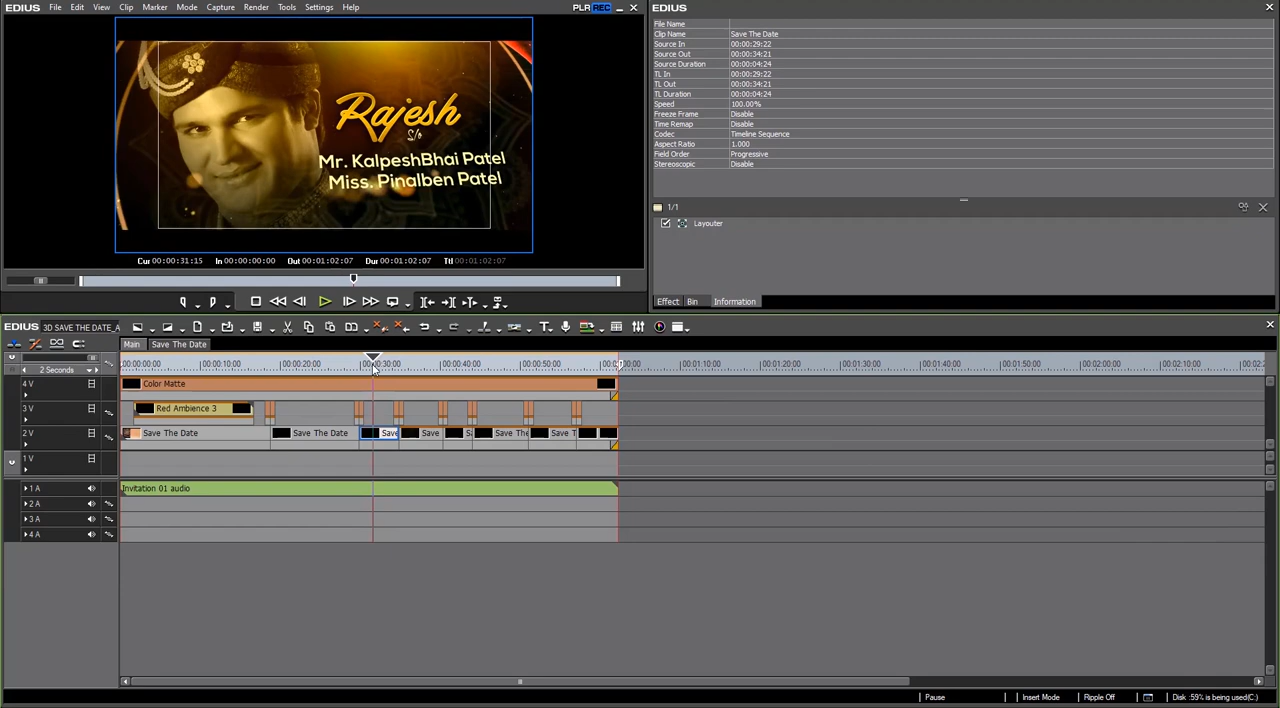 EDIUS File Edit View Clip Marker Mode Capture Render Tools Settings Help PLR REC
Rajesh
S/o
Mr. KalpeshBhai Patel
Miss. Pinalben Patel
Cur 00:00:31:15 In 00:00:00:00 Out 00:01:02:07 Dur 00:01:02:07 Ttl 00:01:02:07
EDIUS
File Name
Clip Name Save The Date
Source In 00:00:29:22
Source Out 00:00:34:21
Source Duration 00:00:04:24
TL In 00:00:29:22
TL Out 00:00:34:21
TL Duration 00:00:04:24
Speed 100.00%
Freeze Frame Disable
Time Remap Disable
Codec Timeline Sequence
Aspect Ratio 1.000
Field Order Progressive
Stereoscopic Disable
1/1
Layouter
Effect Bin Information
EDIUS 3D SAVE THE DATE_A
Main Save The Date
2 Seconds 00:00:00:00 00:00:10:00 00:00:20:00 00:00:30:00 00:00:40:00 00:00:50:00 00:01:10:00 00:01:20:00 00:01:30:00 00:01:40:00 00:01:50:00 00:02:00:00 00:02:10:00
4 V Color Matte
3 V Red Ambience 3
2 V Save The Date Save The Date Save Save S Save The Save T
1 V
1 A Invitation 01 audio
2 A
3 A
4 A
Pause Insert Mode Ripple Off Disk :59% is being used(C:)